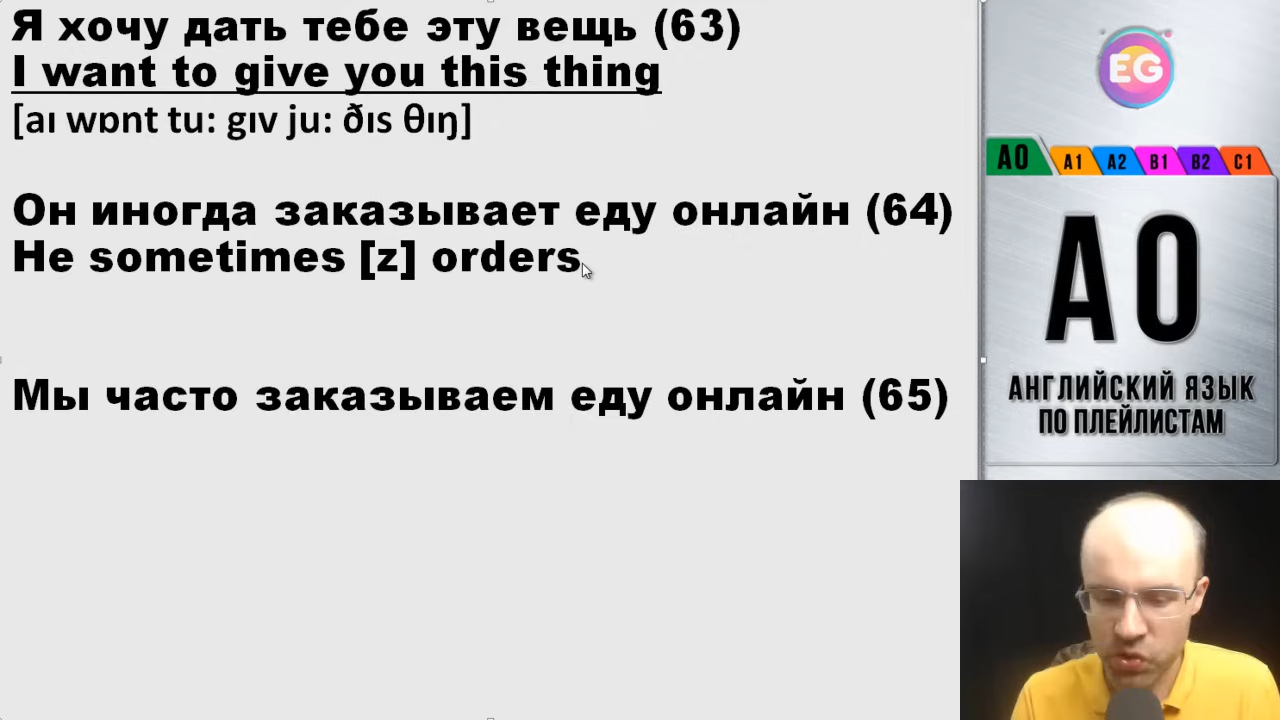 Я хочу дать тебе эту вещь (63)
I want to give you this thing
[aɪ wɒnt tuː gɪv juː ðɪs θɪŋ]
Он иногда заказывает еду онлайн (64)
He sometimes [z] orders
Мы часто заказываем еду онлайн (65)
EG
A0 A1 A2 B1 B2 C1
A0
АНГЛИЙСКИЙ ЯЗЫК
ПО ПЛЕЙЛИСТАМ